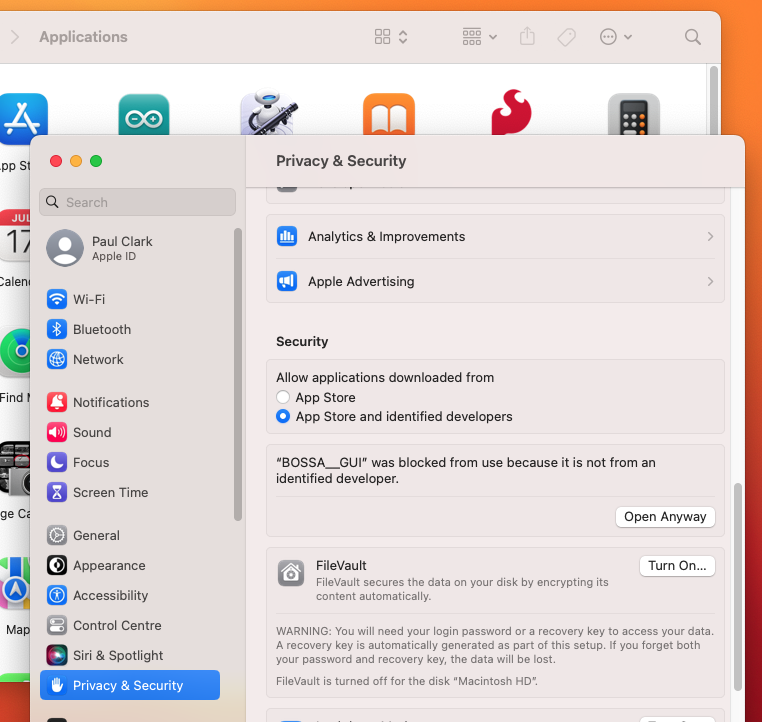 Applications
App St
JUL
17
Calend
Find M
ge Ca
Map
Privacy & Security
Search
Paul Clark
Apple ID
Wi-Fi
Bluetooth
Network
Notifications
Sound
Focus
Screen Time
General
Appearance
Accessibility
Control Centre
Siri & Spotlight
Privacy & Security
Analytics & Improvements
Apple Advertising
Security
Allow applications downloaded from
App Store
App Store and identified developers
“BOSSA__GUI” was blocked from use because it is not from an
identified developer.
Open Anyway
FileVault
Turn On...
FileVault secures the data on your disk by encrypting its
content automatically.
WARNING: You will need your login password or a recovery key to access your data.
A recovery key is automatically generated as part of this setup. If you forget both
your password and recovery key, the data will be lost.
FileVault is turned off for the disk “Macintosh HD”.